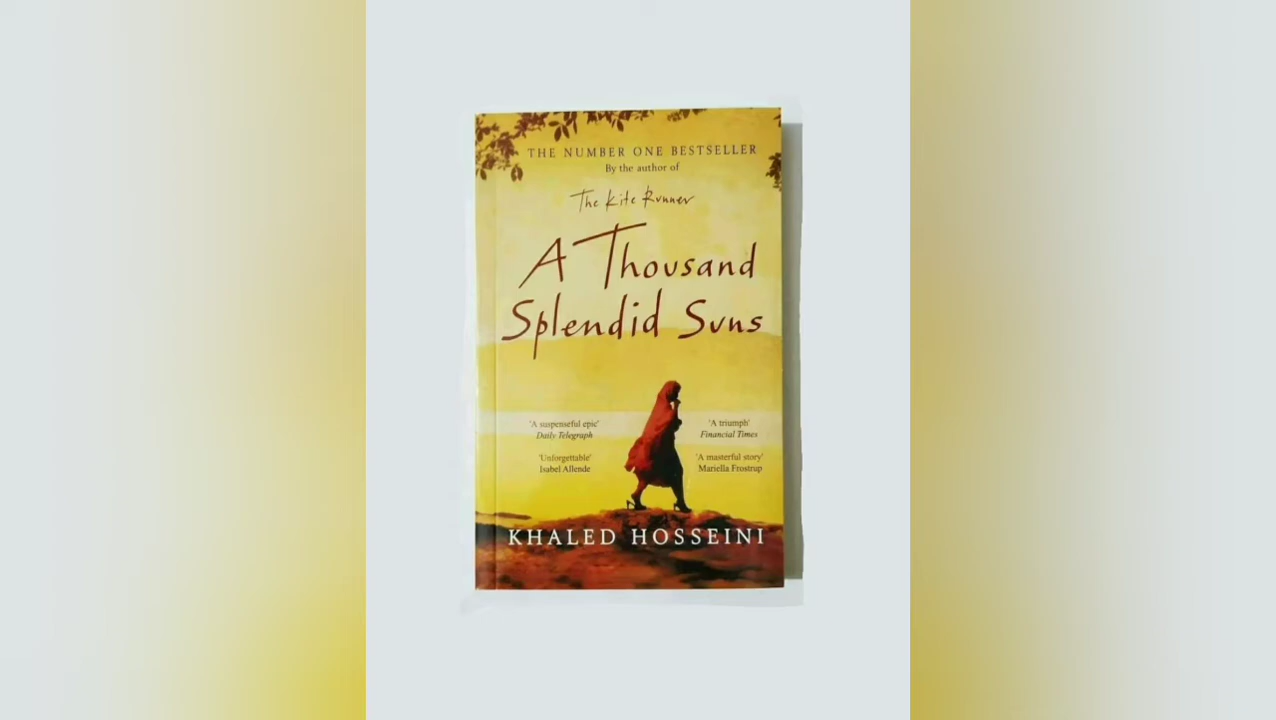 THE NUMBER ONE BESTSELLER
By the author of
The Kite Runner
A Thousand
Splendid Suns
'A suspenseful epic'
Daily Telegraph
'Unforgettable'
Isabel Allende
'A triumph'
Financial Times
'A masterful story'
Mariella Frostrup
KHALED HOSSEINI